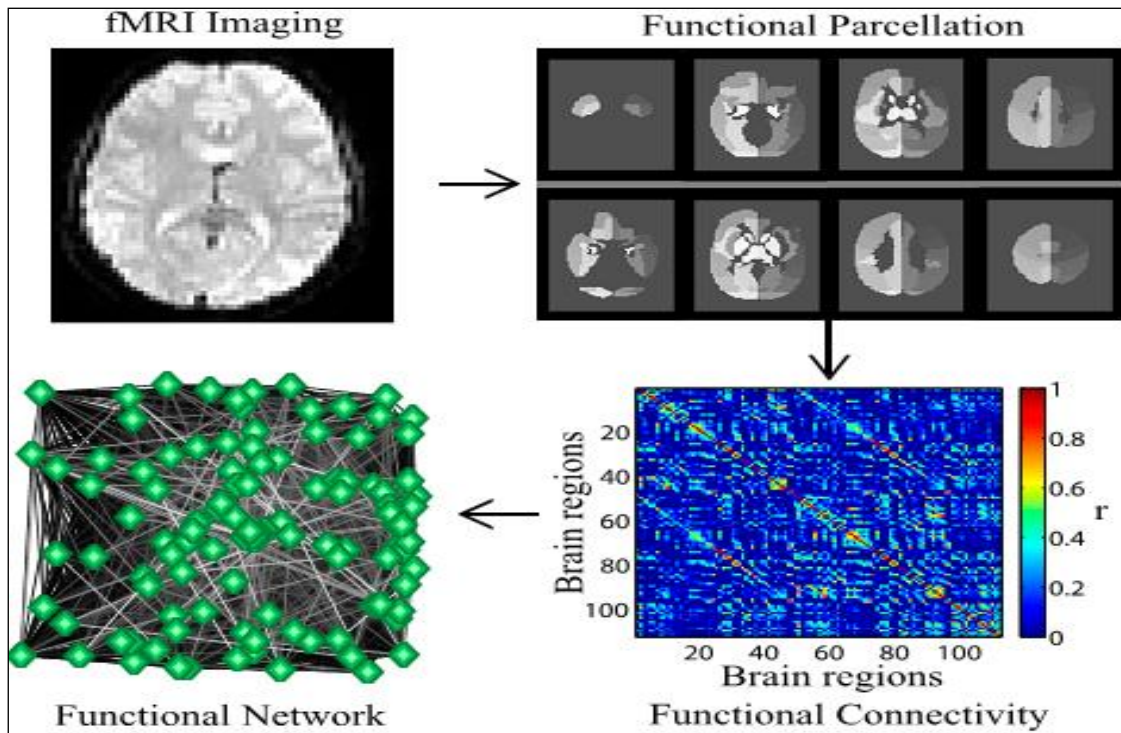 fMRI Imaging
Functional Parcellation
20
40
60
80
100
Brain regions
20 40 60 80 100
Brain regions
1
0.8
0.6
0.4
0.2
0
r
Functional Network
Functional Connectivity